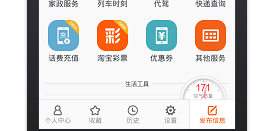 家政服务 列车时刻 代驾 快递查询
话费充值 淘宝彩票 优惠券 其他服务
生活工具
171
个人中心 收藏 历史 设置 发布信息